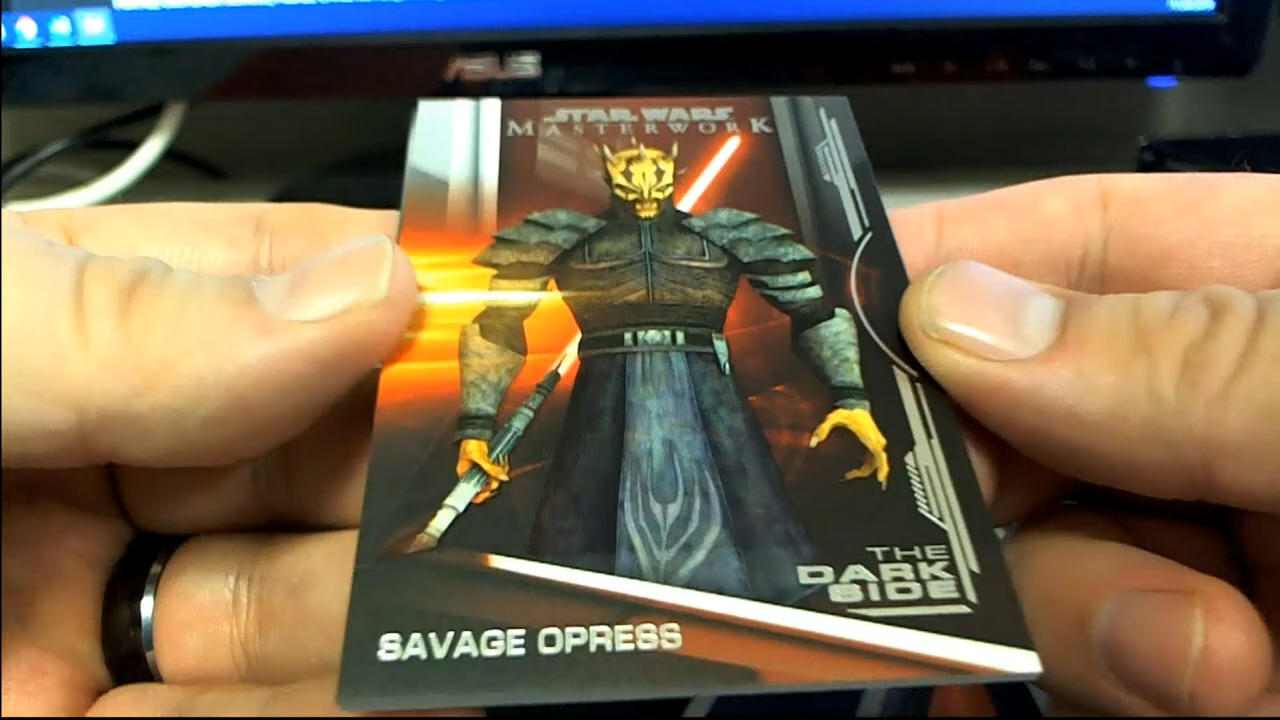 ASUS
STAR WARS
MASTERWORK
THE
DARK
SIDE
SAVAGE OPRESS